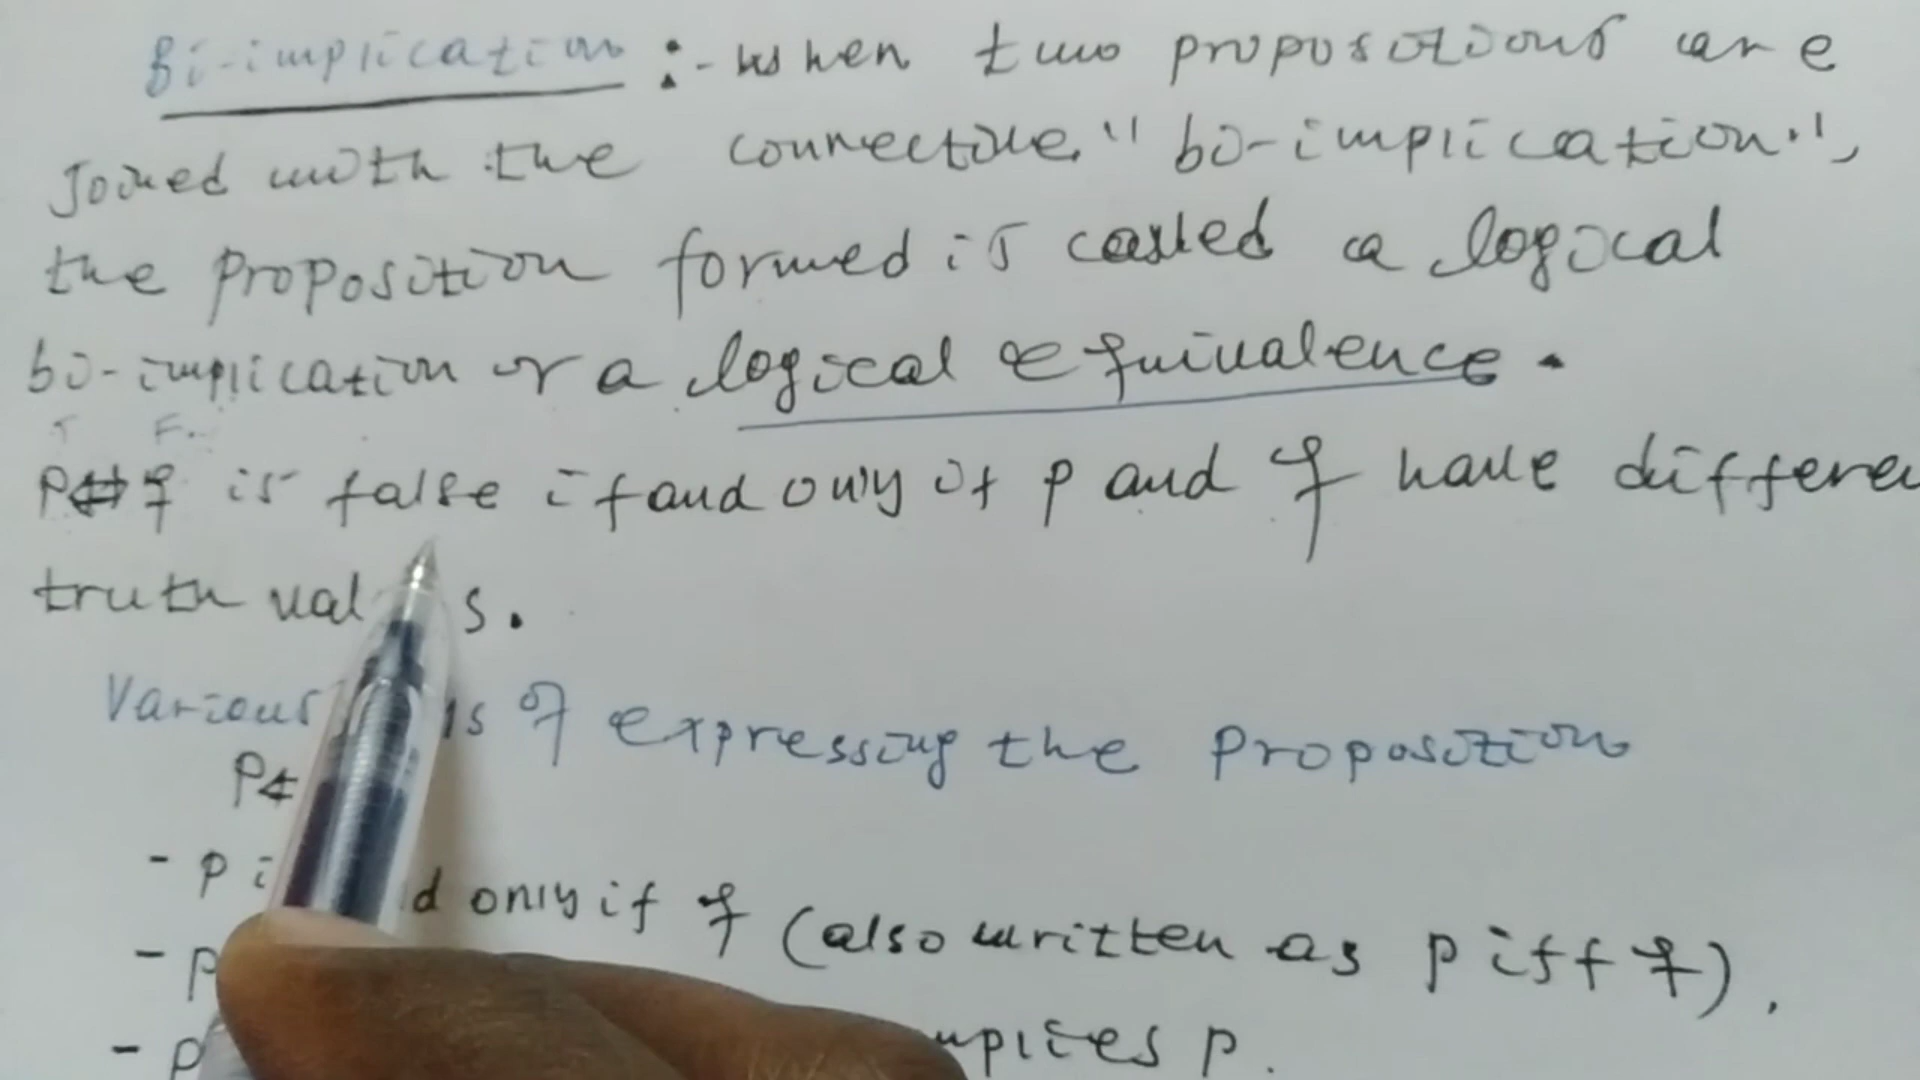 Bi-implication :- when two propositions are
Joined with the connective "bi-implication",
the proposition formed is called a logical
bi-implication or a logical equivalence.
T F.
P⇔q is false if and only if p and q have differe
truth val s.
Various s of expressing the proposition
P
- p i d only if q (also written as p iff q).
- p
- p implies p.